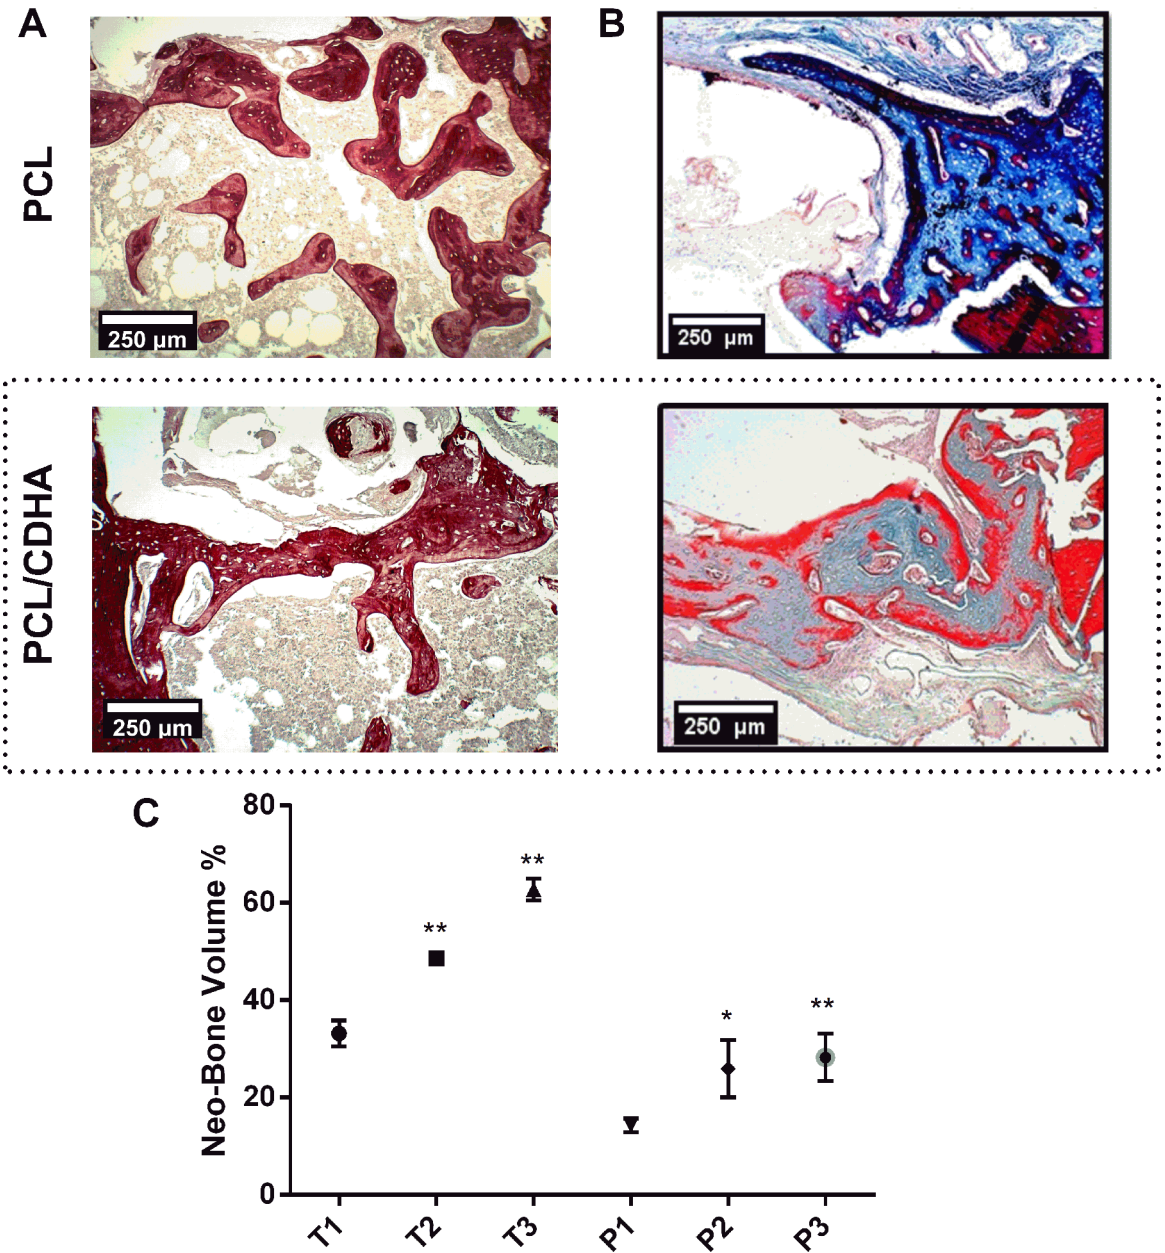 A
B
PCL
250 µm
250 µm
PCL/CDHA
250 µm
250 µm
C
Neo-Bone Volume %
80
60
40
20
0
**
**
*
**
T1
T2
T3
P1
P2
P3